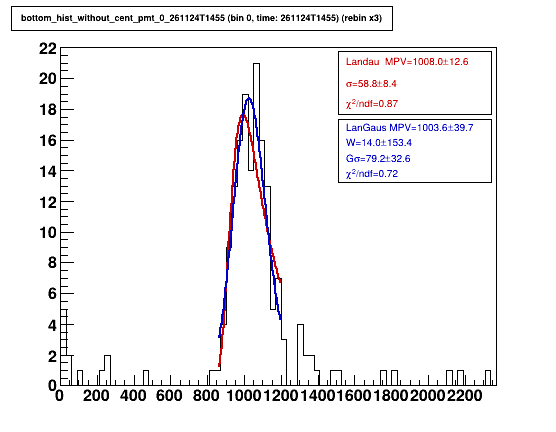 bottom_hist_without_cent_pmt_0_261124T1455 (bin 0, time: 261124T1455) (rebin x3)
Landau  MPV=1008.0±12.6
σ=58.8±8.4
χ²/ndf=0.87
LanGaus MPV=1003.6±39.7
W=14.0±153.4
Gσ=79.2±32.6
χ²/ndf=0.72
22
20
18
16
14
12
10
8
6
4
2
0
0 200 400 600 800 1000 1200 1400 1600 1800 2000 2200